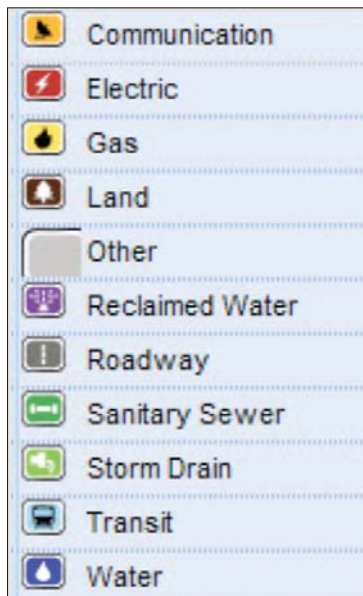 Communication
Electric
Gas
Land
Other
Reclaimed Water
Roadway
Sanitary Sewer
Storm Drain
Transit
Water